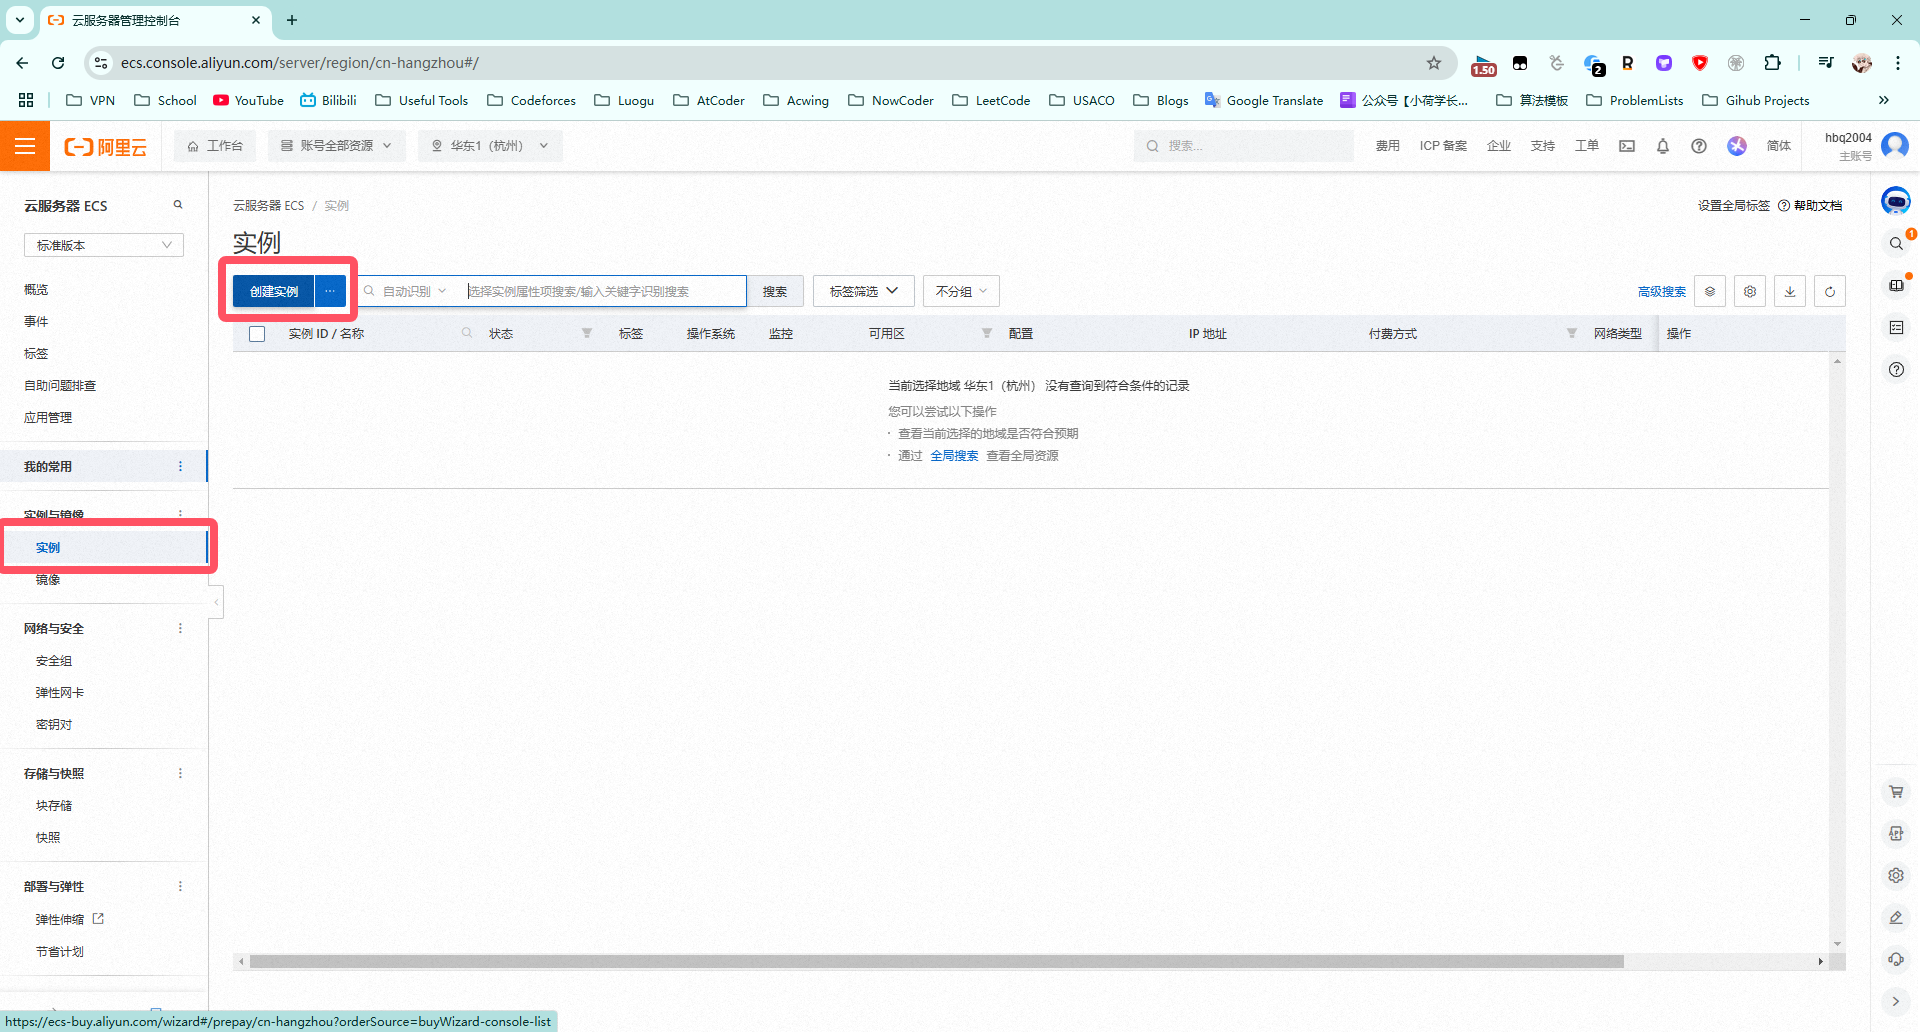 云服务器管理控制台
ecs.console.aliyun.com/server/region/cn-hangzhou#/
1.50
2
VPN School YouTube Bilibili Useful Tools Codeforces Luogu AtCoder Acwing NowCoder LeetCode USACO Blogs Google Translate 公众号【小荷学长... 算法模板 ProblemLists Gihub Projects
阿里云 工作台 账号全部资源 华东1（杭州） 搜索... 费用 ICP 备案 企业 支持 工单 简体 hbq2004
主账号
云服务器 ECS
标准版本
概览
事件
标签
自助问题排查
应用管理
我的常用
实例与镜像
实例
镜像
网络与安全
安全组
弹性网卡
密钥对
存储与快照
块存储
快照
部署与弹性
弹性伸缩
节省计划
云服务器 ECS / 实例
设置全局标签 帮助文档
实例
创建实例 ... 自动识别 选择实例属性项搜索/输入关键字识别搜索 搜索 标签筛选 不分组 高级搜索
实例 ID / 名称 状态 标签 操作系统 监控 可用区 配置 IP 地址 付费方式 网络类型 操作
当前选择地域 华东1（杭州） 没有查询到符合条件的记录
您可以尝试以下操作
· 查看当前选择的地域是否符合预期
· 通过 全局搜索 查看全局资源
1
https://ecs-buy.aliyun.com/wizard#/prepay/cn-hangzhou?orderSource=buyWizard-console-list